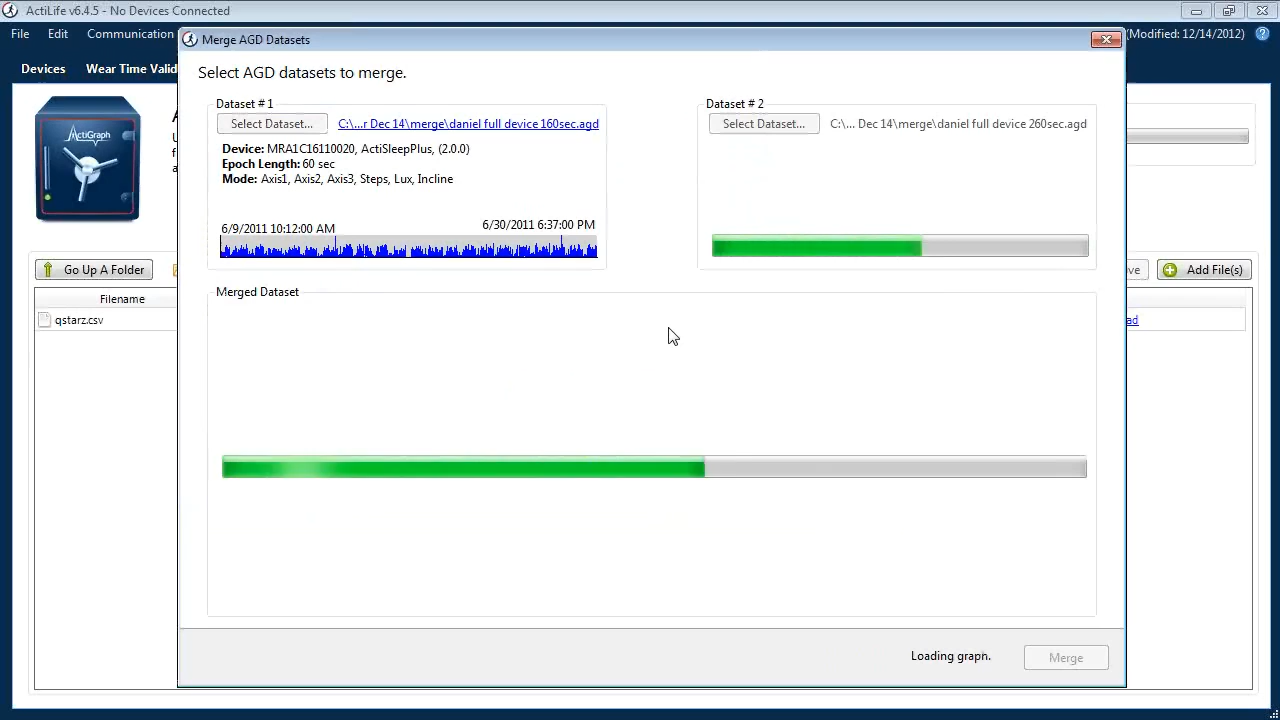 ActiLife v6.4.5 - No Devices Connected
File Edit Communication
(Modified: 12/14/2012)
Devices Wear Time Valid
Merge AGD Datasets
Select AGD datasets to merge.
Dataset # 1
Select Dataset... C:\...r Dec 14\merge\daniel full device 160sec.agd
Device: MRA1C16110020, ActiSleepPlus, (2.0.0)
Epoch Length: 60 sec
Mode: Axis1, Axis2, Axis3, Steps, Lux, Incline
6/9/2011 10:12:00 AM 6/30/2011 6:37:00 PM
Dataset # 2
Select Dataset... C:\... Dec 14\merge\daniel full device 260sec.agd
Merged Dataset
Loading graph.
Merge
ActiGraph
Go Up A Folder
ve Add File(s)
Filename
qstarz.csv
ad